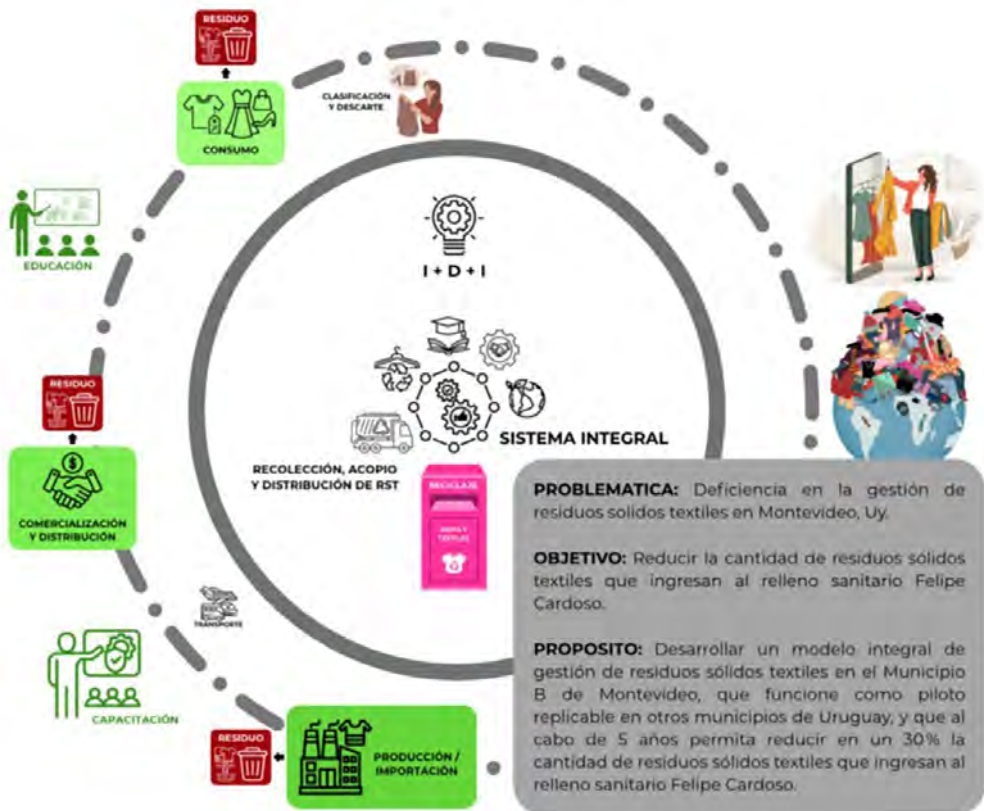 RESIDUO
CONSUMO
CLASIFICACIÓN
Y DESCARTE
EDUCACIÓN
I + D + I
RESIDUO
COMERCIALIZACIÓN
Y DISTRIBUCIÓN
SISTEMA INTEGRAL
RECOLECCIÓN, ACOPIO
Y DISTRIBUCIÓN DE RST
RECICLAJE
ROPA Y
TEXTILES
TRANSPORTE
CAPACITACIÓN
RESIDUO
PRODUCCIÓN /
IMPORTACIÓN
PROBLEMATICA: Deficiencia en la gestión de
residuos solidos textiles en Montevideo, Uy.
OBJETIVO: Reducir la cantidad de residuos sólidos
textiles que ingresan al relleno sanitario Felipe
Cardoso.
PROPOSITO: Desarrollar un modelo integral de
gestión de residuos sólidos textiles en el Municipio
B de Montevideo, que funcione como piloto
replicable en otros municipios de Uruguay, y que al
cabo de 5 años permita reducir en un 30% la
cantidad de residuos sólidos textiles que ingresan al
relleno sanitario Felipe Cardoso.